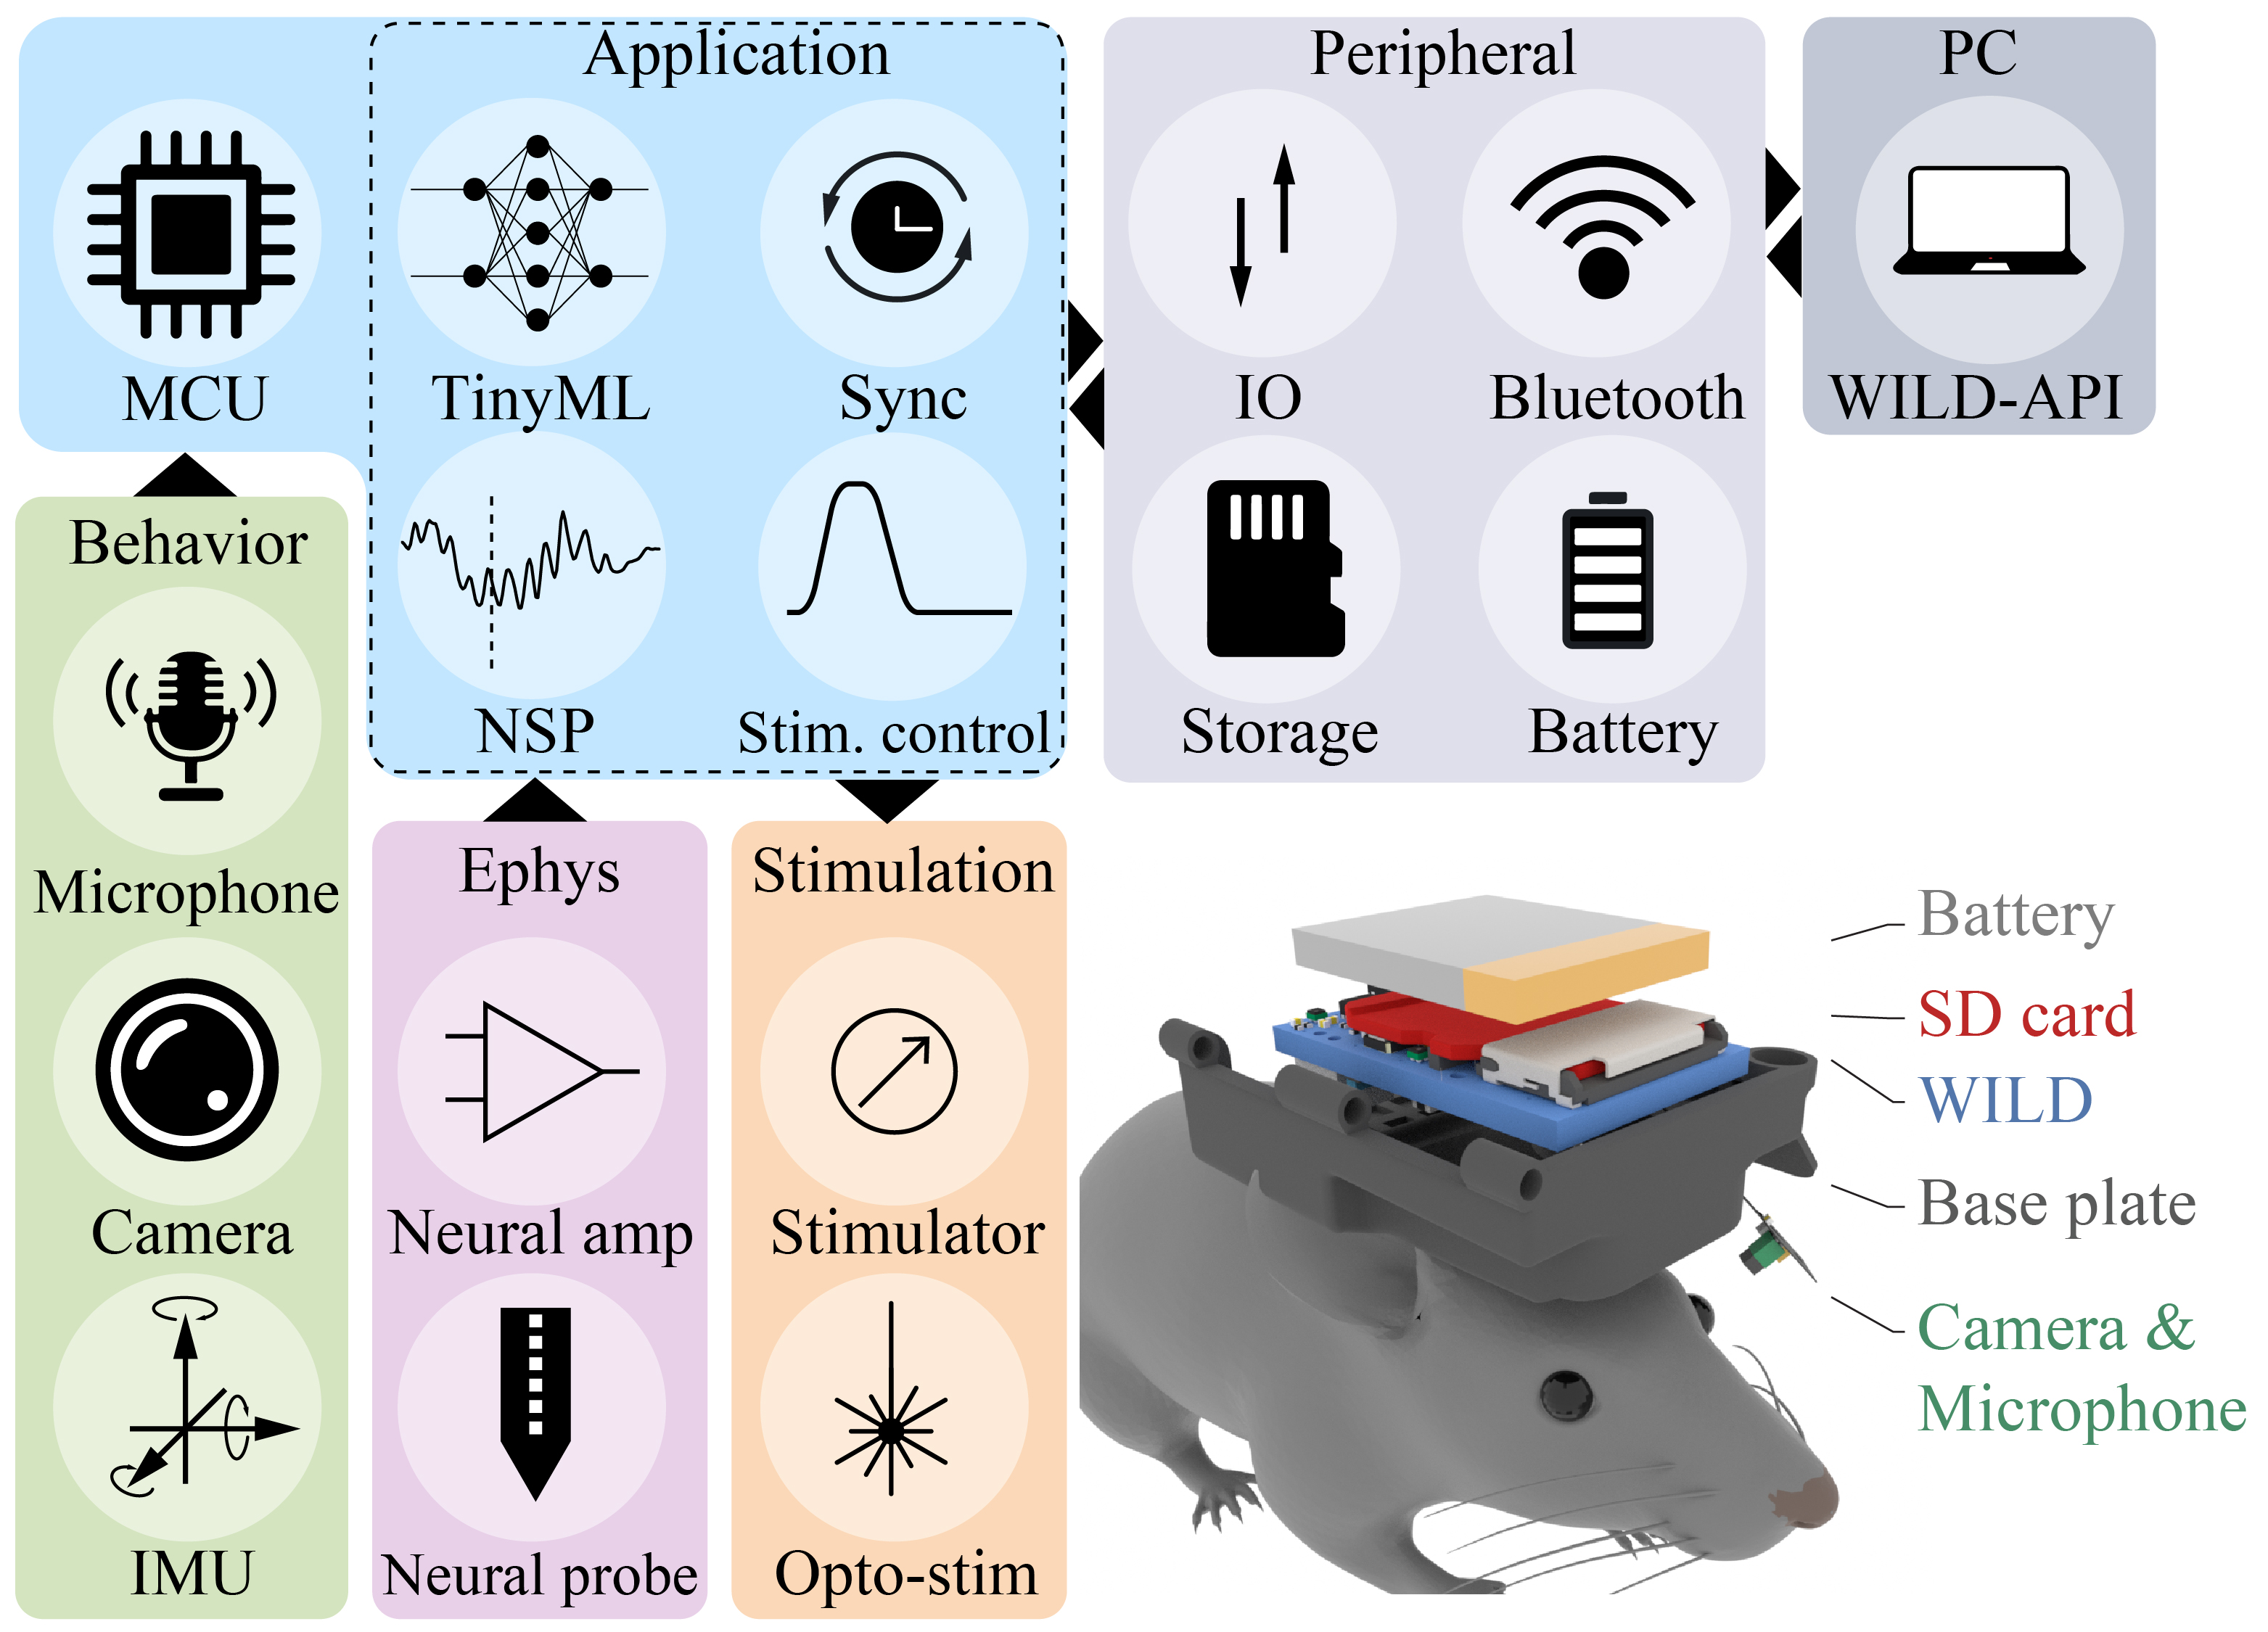 Application
MCU
TinyML
Sync
NSP
Stim. control
Peripheral
IO
Bluetooth
Storage
Battery
PC
WILD-API
Behavior
Microphone
Camera
IMU
Ephys
Neural amp
Neural probe
Stimulation
Stimulator
Opto-stim
Battery
SD card
WILD
Base plate
Camera &
Microphone